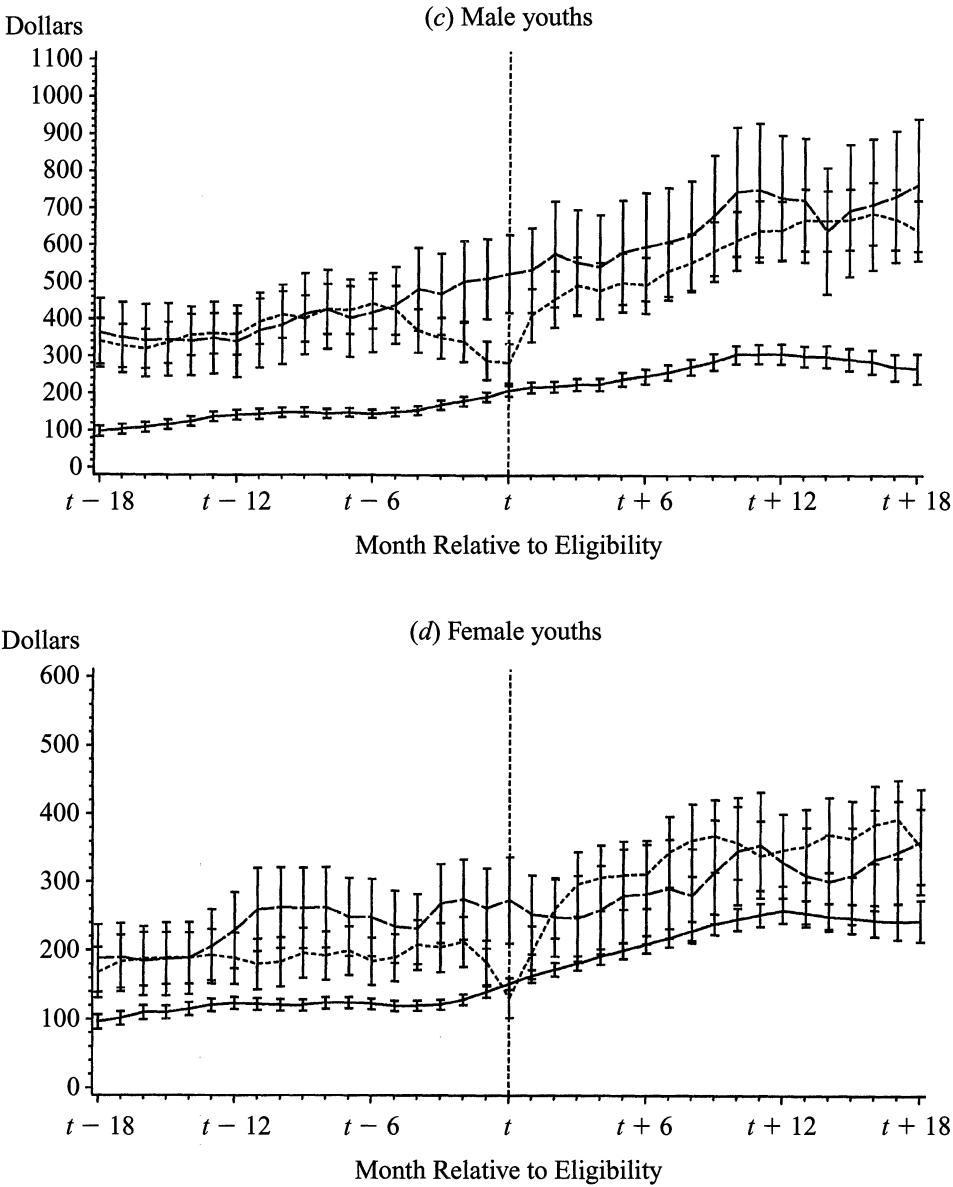 (c) Male youths
Dollars
1100
1000
900
800
700
600
500
400
300
200
100
0
t − 18 t − 12 t − 6 t t + 6 t + 12 t + 18
Month Relative to Eligibility
(d) Female youths
Dollars
600
500
400
300
200
100
0
t − 18 t − 12 t − 6 t t + 6 t + 12 t + 18
Month Relative to Eligibility